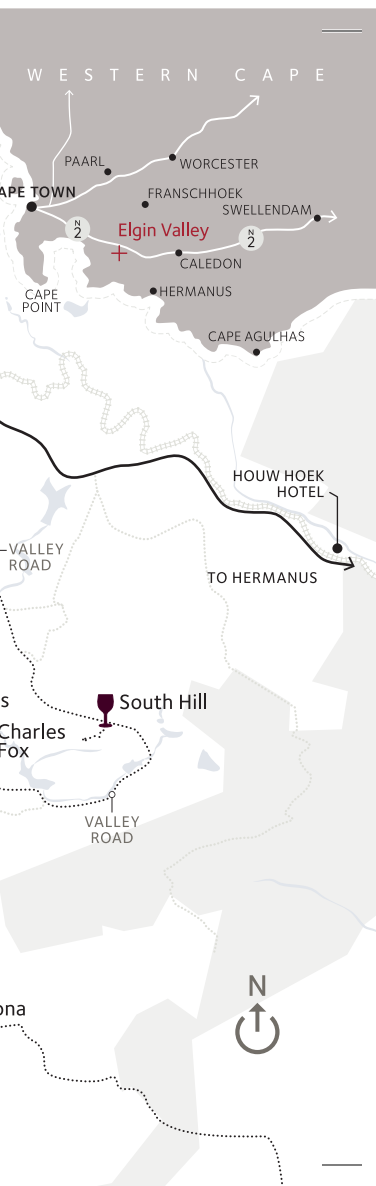 WESTERN CAPE
PAARL
WORCESTER
APE TOWN
FRANSCHHOEK
SWELLENDAM
N
2
Elgin Valley
N
2
CALEDON
CAPE
POINT
HERMANUS
CAPE AGULHAS
HOUW HOEK
HOTEL
VALLEY
ROAD
TO HERMANUS
s
South Hill
Charles
Fox
VALLEY
ROAD
N
ona